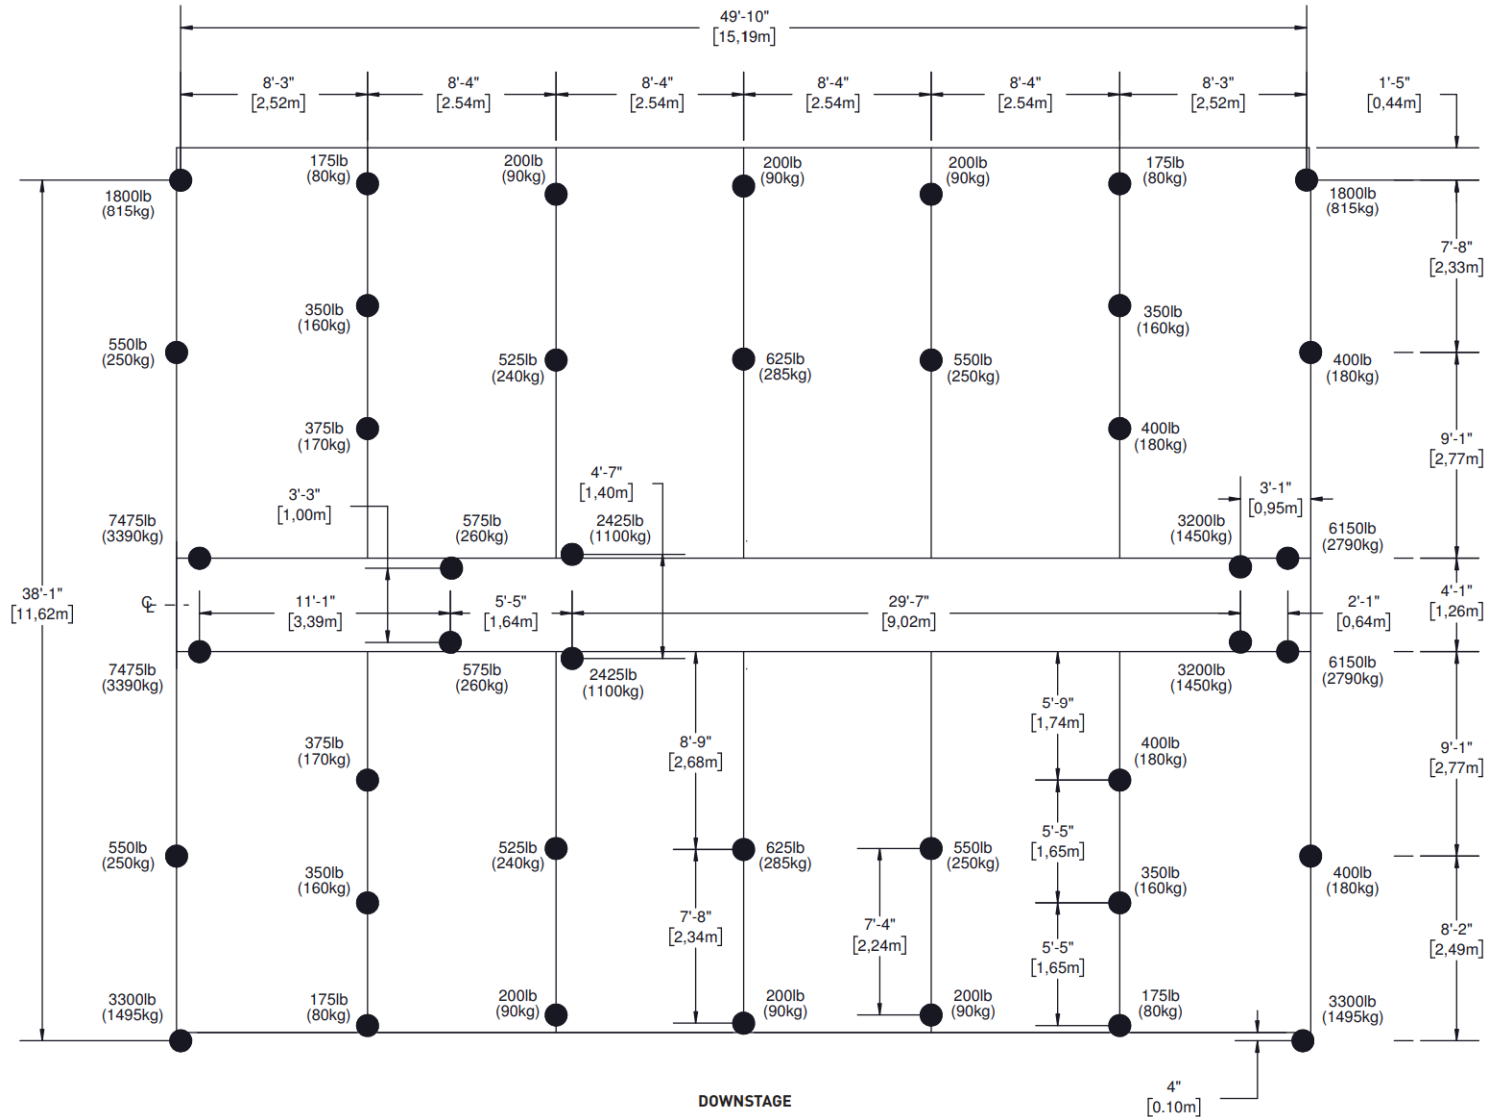 49'-10"
[15,19m]
8'-3"
[2,52m]
8'-4"
[2.54m]
8'-4"
[2.54m]
8'-4"
[2.54m]
8'-4"
[2.54m]
8'-3"
[2,52m]
1'-5"
[0,44m]
175lb
(80kg)
200lb
(90kg)
200lb
(90kg)
200lb
(90kg)
175lb
(80kg)
1800lb
(815kg)
1800lb
(815kg)
7'-8"
[2,33m]
350lb
(160kg)
350lb
(160kg)
550lb
(250kg)
525lb
(240kg)
625lb
(285kg)
550lb
(250kg)
400lb
(180kg)
375lb
(170kg)
400lb
(180kg)
9'-1"
[2,77m]
4'-7"
[1,40m]
3'-3"
[1,00m]
3'-1"
[0,95m]
7475lb
(3390kg)
575lb
(260kg)
2425lb
(1100kg)
3200lb
(1450kg)
6150lb
(2790kg)
38'-1"
[11,62m]
℄
11'-1"
[3,39m]
5'-5"
[1,64m]
29'-7"
[9,02m]
2'-1"
[0,64m]
4'-1"
[1,26m]
7475lb
(3390kg)
575lb
(260kg)
2425lb
(1100kg)
3200lb
(1450kg)
6150lb
(2790kg)
5'-9"
[1,74m]
375lb
(170kg)
8'-9"
[2,68m]
400lb
(180kg)
9'-1"
[2,77m]
550lb
(250kg)
525lb
(240kg)
625lb
(285kg)
550lb
(250kg)
5'-5"
[1,65m]
350lb
(160kg)
350lb
(160kg)
400lb
(180kg)
7'-8"
[2,34m]
7'-4"
[2,24m]
5'-5"
[1,65m]
8'-2"
[2,49m]
3300lb
(1495kg)
175lb
(80kg)
200lb
(90kg)
200lb
(90kg)
200lb
(90kg)
175lb
(80kg)
3300lb
(1495kg)
4"
[0.10m]
DOWNSTAGE